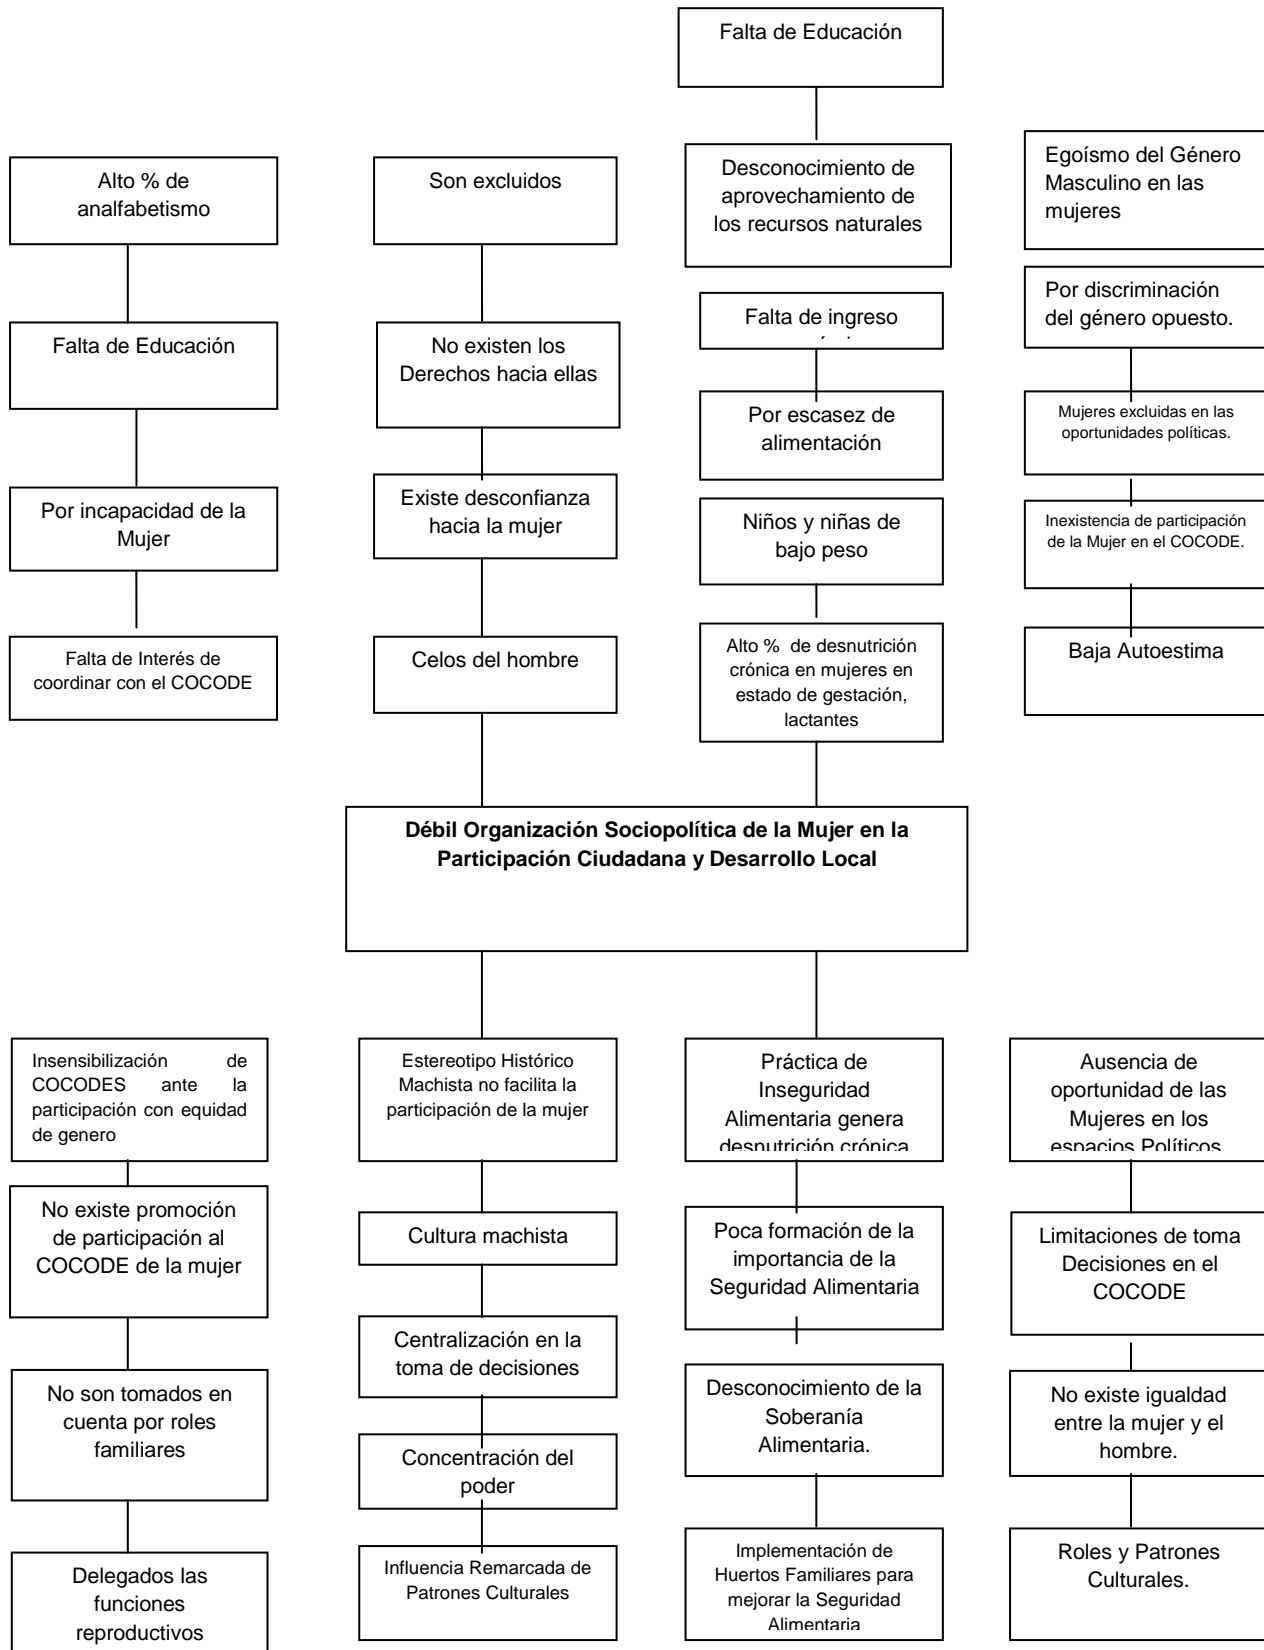 Falta de Educación
Desconocimiento de
aprovechamiento de
los recursos naturales
Egoísmo del Género
Masculino en las
mujeres
Alto % de
analfabetismo
Son excluidos
Por discriminación
del género opuesto.
Falta de ingreso
Falta de Educación
No existen los
Derechos hacia ellas
Por escasez de
alimentación
Mujeres excluidas en las
oportunidades políticas.
Por incapacidad de la
Mujer
Existe desconfianza
hacia la mujer
Niños y niñas de
bajo peso
Inexistencia de participación
de la Mujer en el COCODE.
Falta de Interés de
coordinar con el COCODE
Celos del hombre
Alto % de desnutrición
crónica en mujeres en
estado de gestación,
lactantes
Baja Autoestima
Débil Organización Sociopolítica de la Mujer en la
Participación Ciudadana y Desarrollo Local
Insensibilización de
COCODES ante la
participación con equidad
de genero
Estereotipo Histórico
Machista no facilita la
participación de la mujer
Práctica de
Inseguridad
Alimentaria genera
desnutrición crónica
Ausencia de
oportunidad de las
Mujeres en los
espacios Políticos
No existe promoción
de participación al
COCODE de la mujer
Cultura machista
Poca formación de la
importancia de la
Seguridad Alimentaria
Limitaciones de toma
Decisiones en el
COCODE
Centralización en la
toma de decisiones
No son tomados en
cuenta por roles
familiares
Desconocimiento de la
Soberanía
Alimentaria.
No existe igualdad
entre la mujer y el
hombre.
Concentración del
poder
Delegados las
funciones
reproductivos
Influencia Remarcada de
Patrones Culturales
Implementación de
Huertos Familiares para
mejorar la Seguridad
Alimentaria
Roles y Patrones
Culturales.